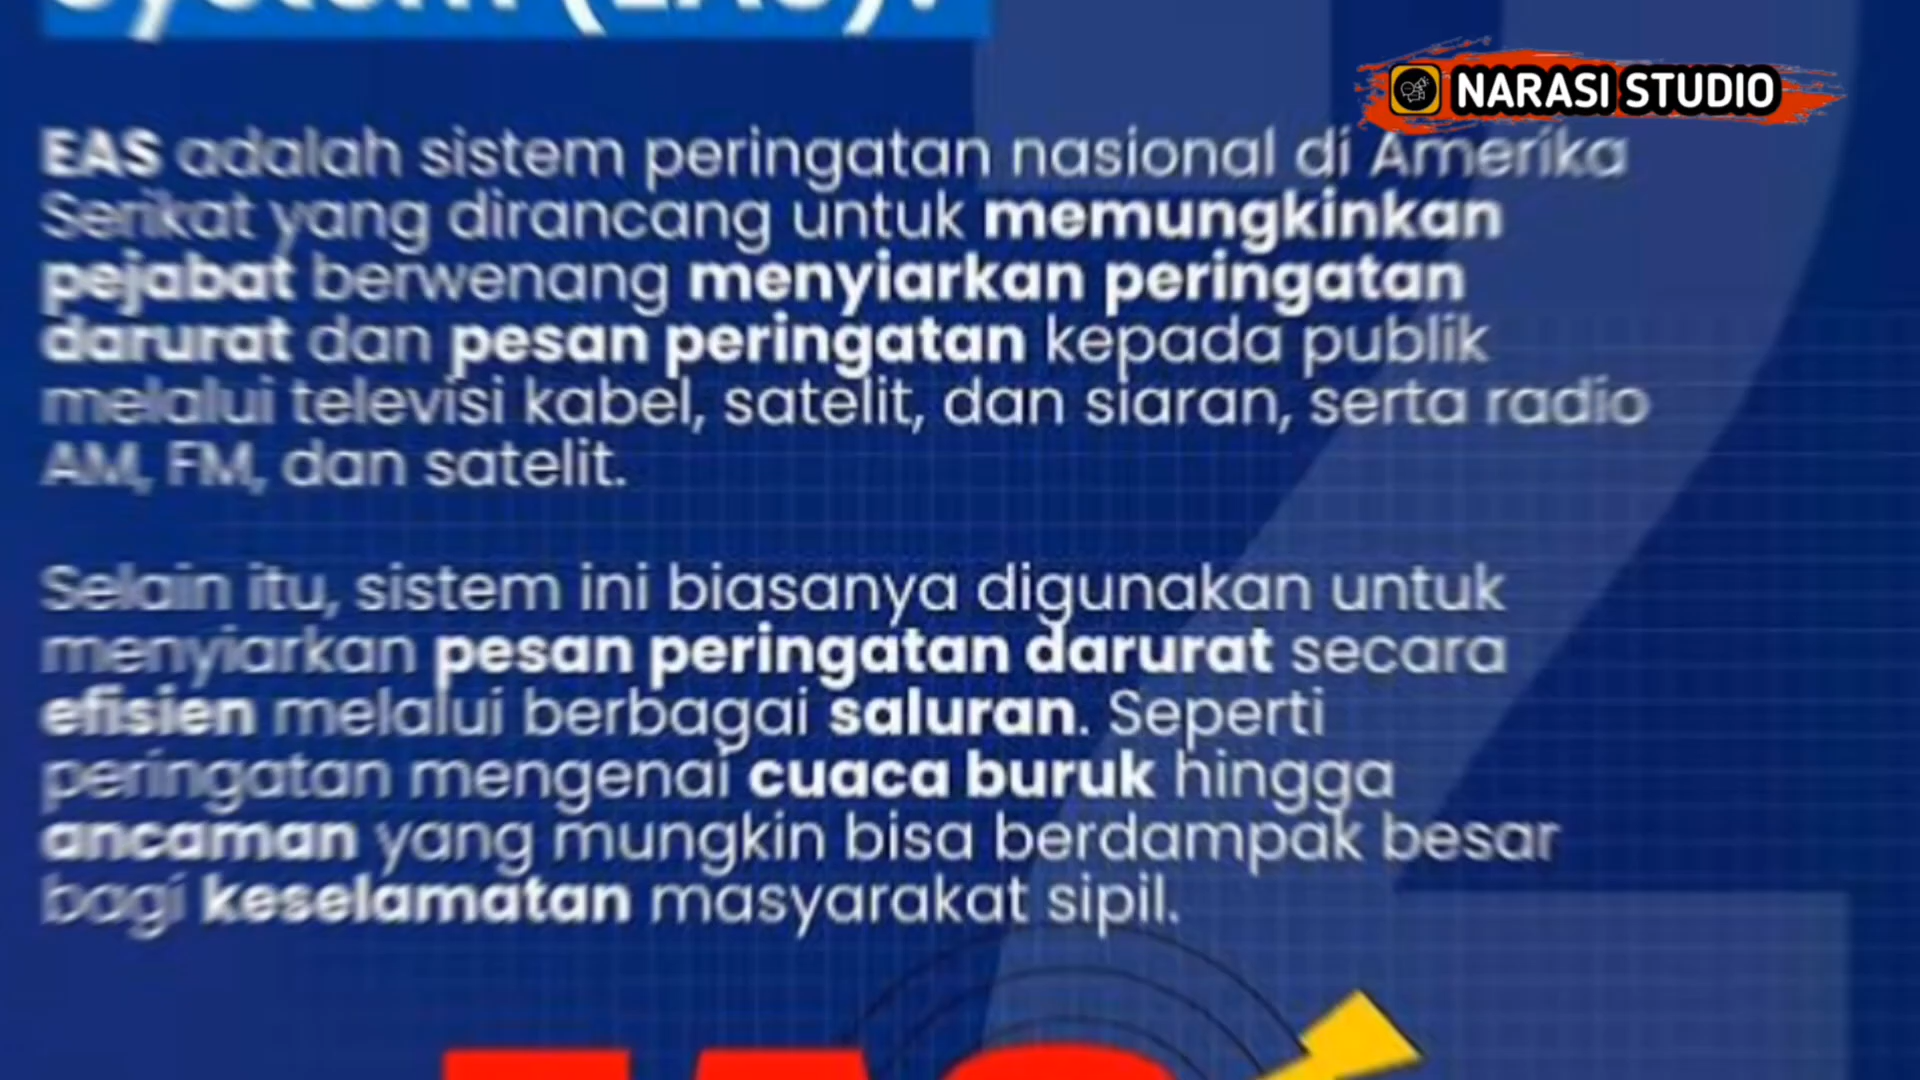 System (EAS).
NARASI STUDIO
EAS adalah sistem peringatan nasional di Amerika
Serikat yang dirancang untuk memungkinkan
pejabat berwenang menyiarkan peringatan
darurat dan pesan peringatan kepada publik
melalui televisi kabel, satelit, dan siaran, serta radio
AM, FM, dan satelit.
Selain itu, sistem ini biasanya digunakan untuk
menyiarkan pesan peringatan darurat secara
efisien melalui berbagai saluran. Seperti
peringatan mengenai cuaca buruk hingga
ancaman yang mungkin bisa berdampak besar
bagi keselamatan masyarakat sipil.